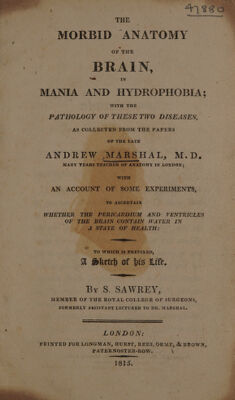 47880
THE
MORBID ANATOMY
OF THE
BRAIN,
IN
MANIA AND HYDROPHOBIA;
WITH THE
PATHOLOGY OF THESE TWO DISEASES,
AS COLLECTED FROM THE PAPERS
OF THE LATE
ANDREW MARSHAL, M.D.
MANY YEARS TEACHER OF ANATOMY IN LONDON;
WITH
AN ACCOUNT OF SOME EXPERIMENTS,
TO ASCERTAIN
WHETHER THE PERICARDIUM AND VENTRICLES
OF THE BRAIN CONTAIN WATER IN
A STATE OF HEALTH:
TO WHICH IS PREFIXED,
A Sketch of his Life.
BY S. SAWREY,
MEMBER OF THE ROYAL COLLEGE OF SURGEONS,
FORMERLY ASSISTANT LECTURER TO DR. MARSHAL.
LONDON:
PRINTED FOR LONGMAN, HURST, REES, ORME, & BROWN,
PATERNOSTER-ROW.
1815.